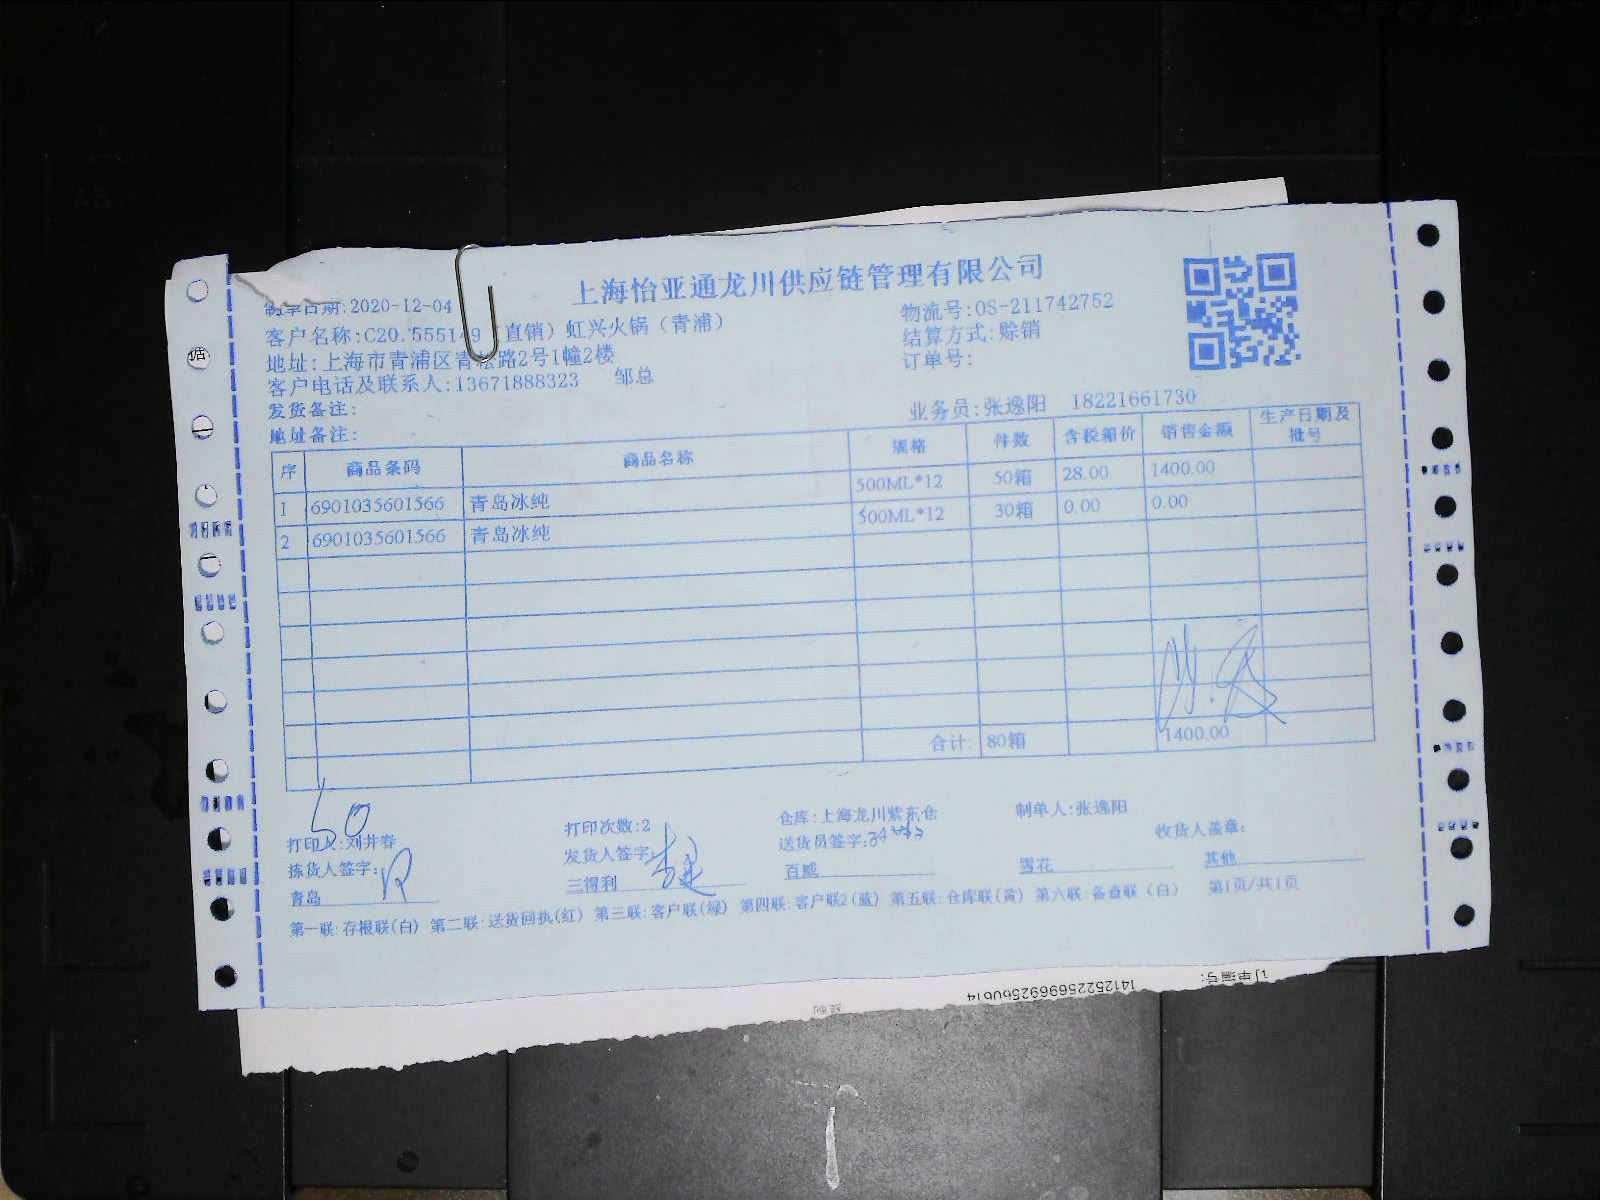 上海怡亚通龙川供应链管理有限公司
制单日期:2020-12-04
物流号:OS-211742752
客户名称:C20.555149（直销）虹兴火锅（青浦）
结算方式:赊销
地址:上海市青浦区青松路2号1幢2楼
订单号:
客户电话及联系人:13671888323 邹总
发货备注:
业务员:张逸阳 18221661730
地址备注:
序 商品条码 商品名称 规格 件数 含税箱价 销售金额 生产日期及批号
1 6901035601566 青岛冰纯 500ML*12 50箱 28.00 1400.00
2 6901035601566 青岛冰纯 500ML*12 30箱 0.00 0.00
合计: 80箱 1400.00
50
打印人:刘井春 打印次数:2 仓库:上海龙川紫东仓 制单人:张逸阳
拣货人签字: 发货人签字: 送货员签字: 收货人盖章:
青岛 三得利 百威 雪花 其他
第一联:存根联(白) 第二联:送货回执(红) 第三联:客户联(绿) 第四联:客户联2(蓝) 第五联:仓库联(黄) 第六联:备查联（白） 第1页/共1页
订单编号:
1412522569692560614